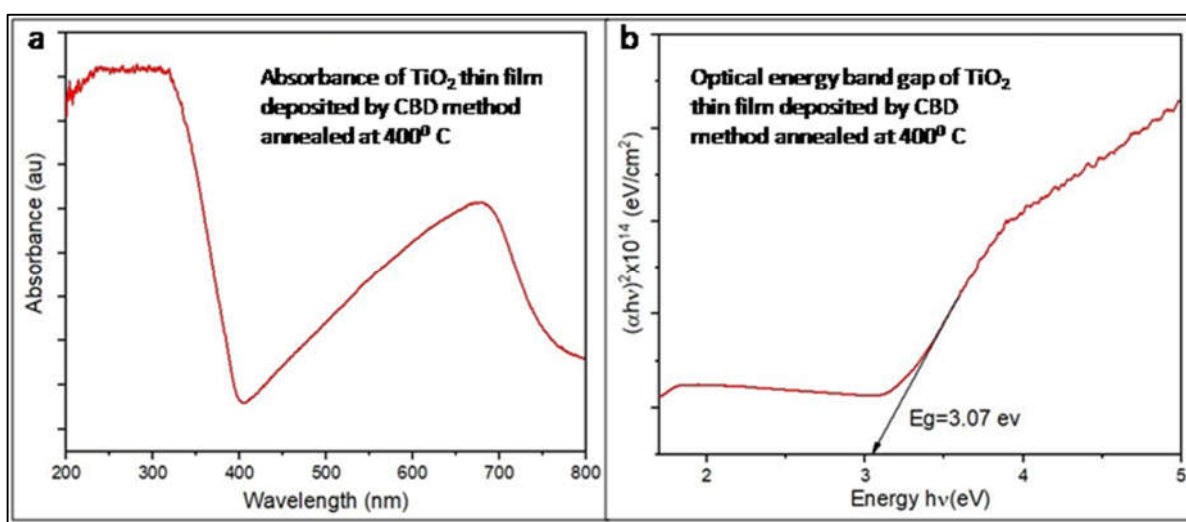 a
Absorbance of TiO₂ thin film
deposited by CBD method
annealed at 400⁰ C
Absorbance (au)
200 300 400 500 600 700 800
Wavelength (nm)
b
Optical energy band gap of TiO₂
thin film deposited by CBD
method annealed at 400⁰ C
(αhν)²x10¹⁴ (eV/cm²)
Eg=3.07 ev
2 3 4 5
Energy hν(eV)